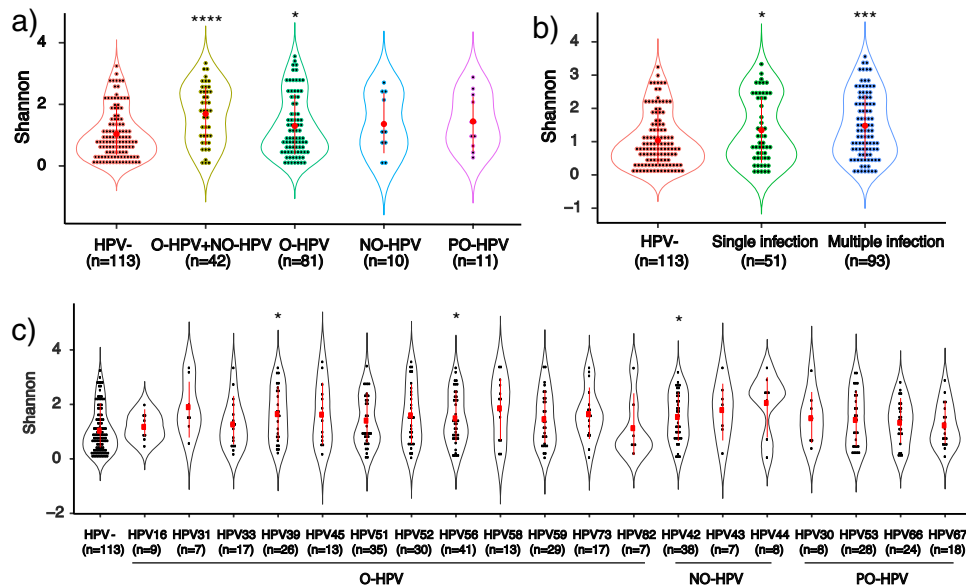 a)
**** *
4
2
0
Shannon
HPV- O-HPV+NO-HPV O-HPV NO-HPV PO-HPV
(n=113) (n=42) (n=81) (n=10) (n=11)
b)
* ***
4
3
2
1
0
−1
Shannon
HPV- Single infection Multiple infection
(n=113) (n=51) (n=93)
c)
* * *
4
2
0
−2
Shannon
HPV- HPV16 HPV31 HPV33 HPV39 HPV45 HPV51 HPV52 HPV56 HPV58 HPV59 HPV73 HPV82 HPV42 HPV43 HPV44 HPV30 HPV53 HPV66 HPV67
(n=113) (n=9) (n=7) (n=17) (n=26) (n=13) (n=35) (n=30) (n=41) (n=13) (n=29) (n=17) (n=7) (n=38) (n=7) (n=8) (n=8) (n=28) (n=24) (n=18)
O-HPV NO-HPV PO-HPV